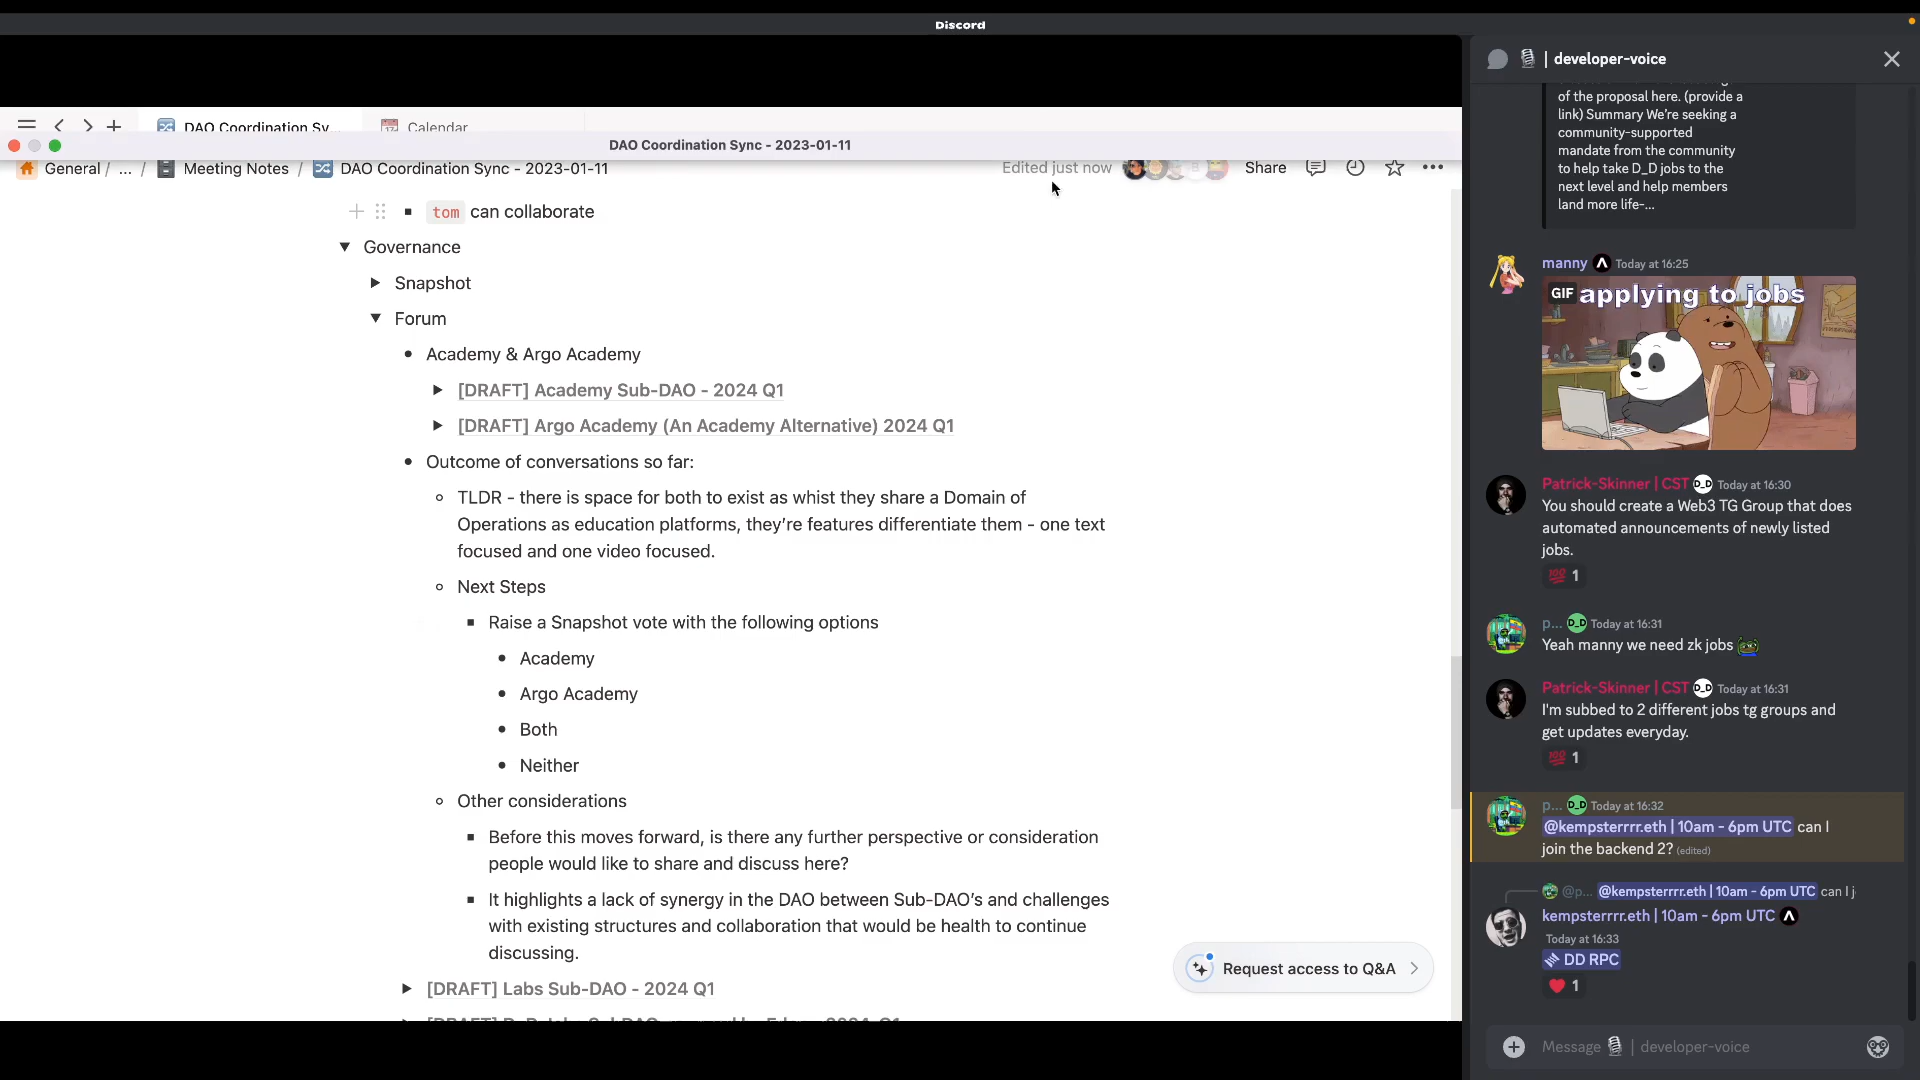 Discord
DAO Coordination Sy...
Calendar
DAO Coordination Sync - 2023-01-11
General / ... / Meeting Notes / DAO Coordination Sync - 2023-01-11
Edited just now
Share
tom can collaborate
Governance
Snapshot
Forum
Academy & Argo Academy
[DRAFT] Academy Sub-DAO - 2024 Q1
[DRAFT] Argo Academy (An Academy Alternative) 2024 Q1
Outcome of conversations so far:
TLDR - there is space for both to exist as whist they share a Domain of
Operations as education platforms, they're features differentiate them - one text
focused and one video focused.
Next Steps
Raise a Snapshot vote with the following options
Academy
Argo Academy
Both
Neither
Other considerations
Before this moves forward, is there any further perspective or consideration
people would like to share and discuss here?
It highlights a lack of synergy in the DAO between Sub-DAO's and challenges
with existing structures and collaboration that would be health to continue
discussing.
[DRAFT] Labs Sub-DAO - 2024 Q1
Request access to Q&A
| developer-voice
of the proposal here. (provide a
link) Summary We're seeking a
community-supported
mandate from the community
to help take D_D jobs to the
next level and help members
land more life-...
manny Today at 16:25
GIF applying to jobs
Patrick-Skinner | CST D_D Today at 16:30
You should create a Web3 TG Group that does
automated announcements of newly listed
jobs.
💯 1
p... D_D Today at 16:31
Yeah manny we need zk jobs
Patrick-Skinner | CST D_D Today at 16:31
I'm subbed to 2 different jobs tg groups and
get updates everyday.
💯 1
p... D_D Today at 16:32
@kempsterrrr.eth | 10am - 6pm UTC can I
join the backend 2? (edited)
@p... @kempsterrrr.eth | 10am - 6pm UTC can I j
kempsterrrr.eth | 10am - 6pm UTC
Today at 16:33
DD RPC
1
Message | developer-voice